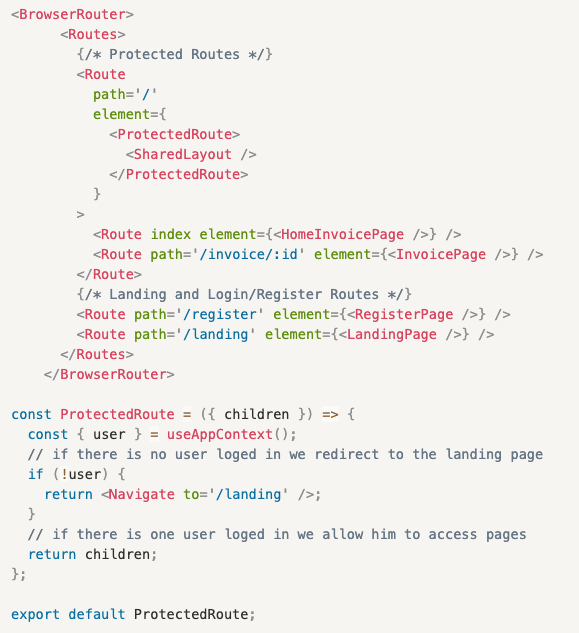 <BrowserRouter>
<Routes>
{/* Protected Routes */}
<Route
path='/'
element={
<ProtectedRoute>
<SharedLayout />
</ProtectedRoute>
}
>
<Route index element={<HomeInvoicePage />} />
<Route path='/invoice/:id' element={<InvoicePage />} />
</Route>
{/* Landing and Login/Register Routes */}
<Route path='/register' element={<RegisterPage />} />
<Route path='/landing' element={<LandingPage />} />
</Routes>
</BrowserRouter>
const ProtectedRoute = ({ children }) => {
const { user } = useAppContext();
// if there is no user loged in we redirect to the landing page
if (!user) {
return <Navigate to='/landing' />;
}
// if there is one user loged in we allow him to access pages
return children;
};
export default ProtectedRoute;